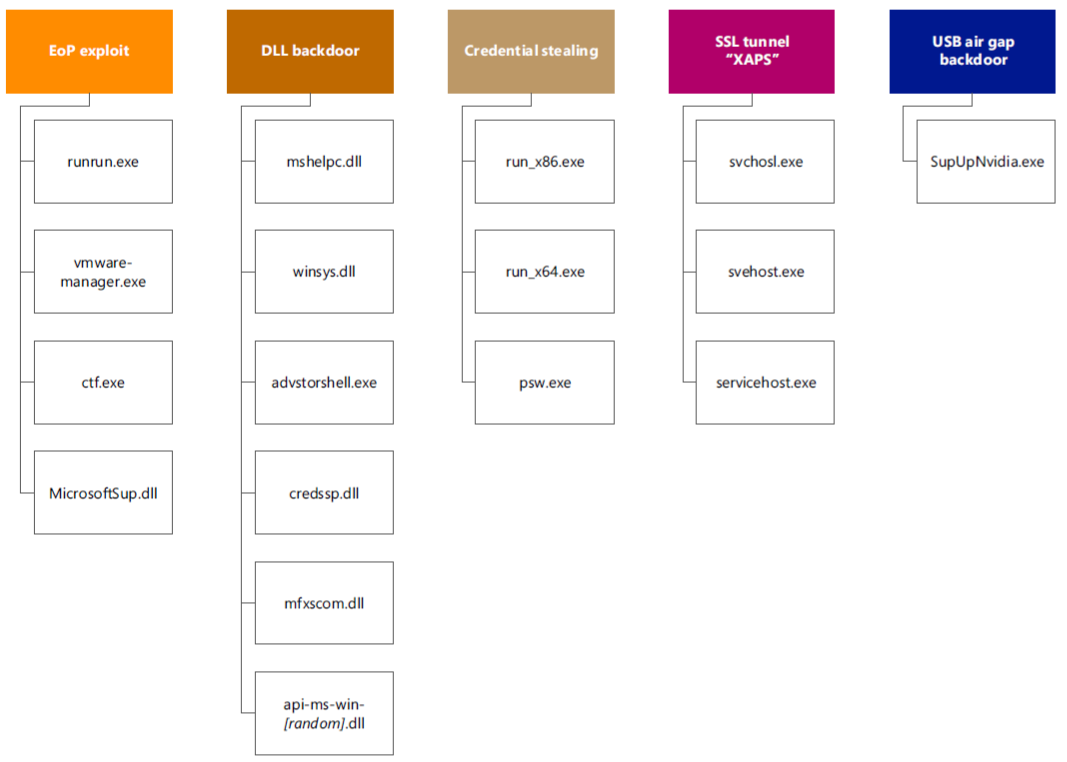 EoP exploit
runrun.exe
vmware-
manager.exe
ctf.exe
MicrosoftSup.dll
DLL backdoor
mshelpc.dll
winsys.dll
advstorshell.exe
credssp.dll
mfxscom.dll
api-ms-win-
[random].dll
Credential stealing
run_x86.exe
run_x64.exe
psw.exe
SSL tunnel
“XAPS”
svchosl.exe
svehost.exe
servicehost.exe
USB air gap
backdoor
SupUpNvidia.exe